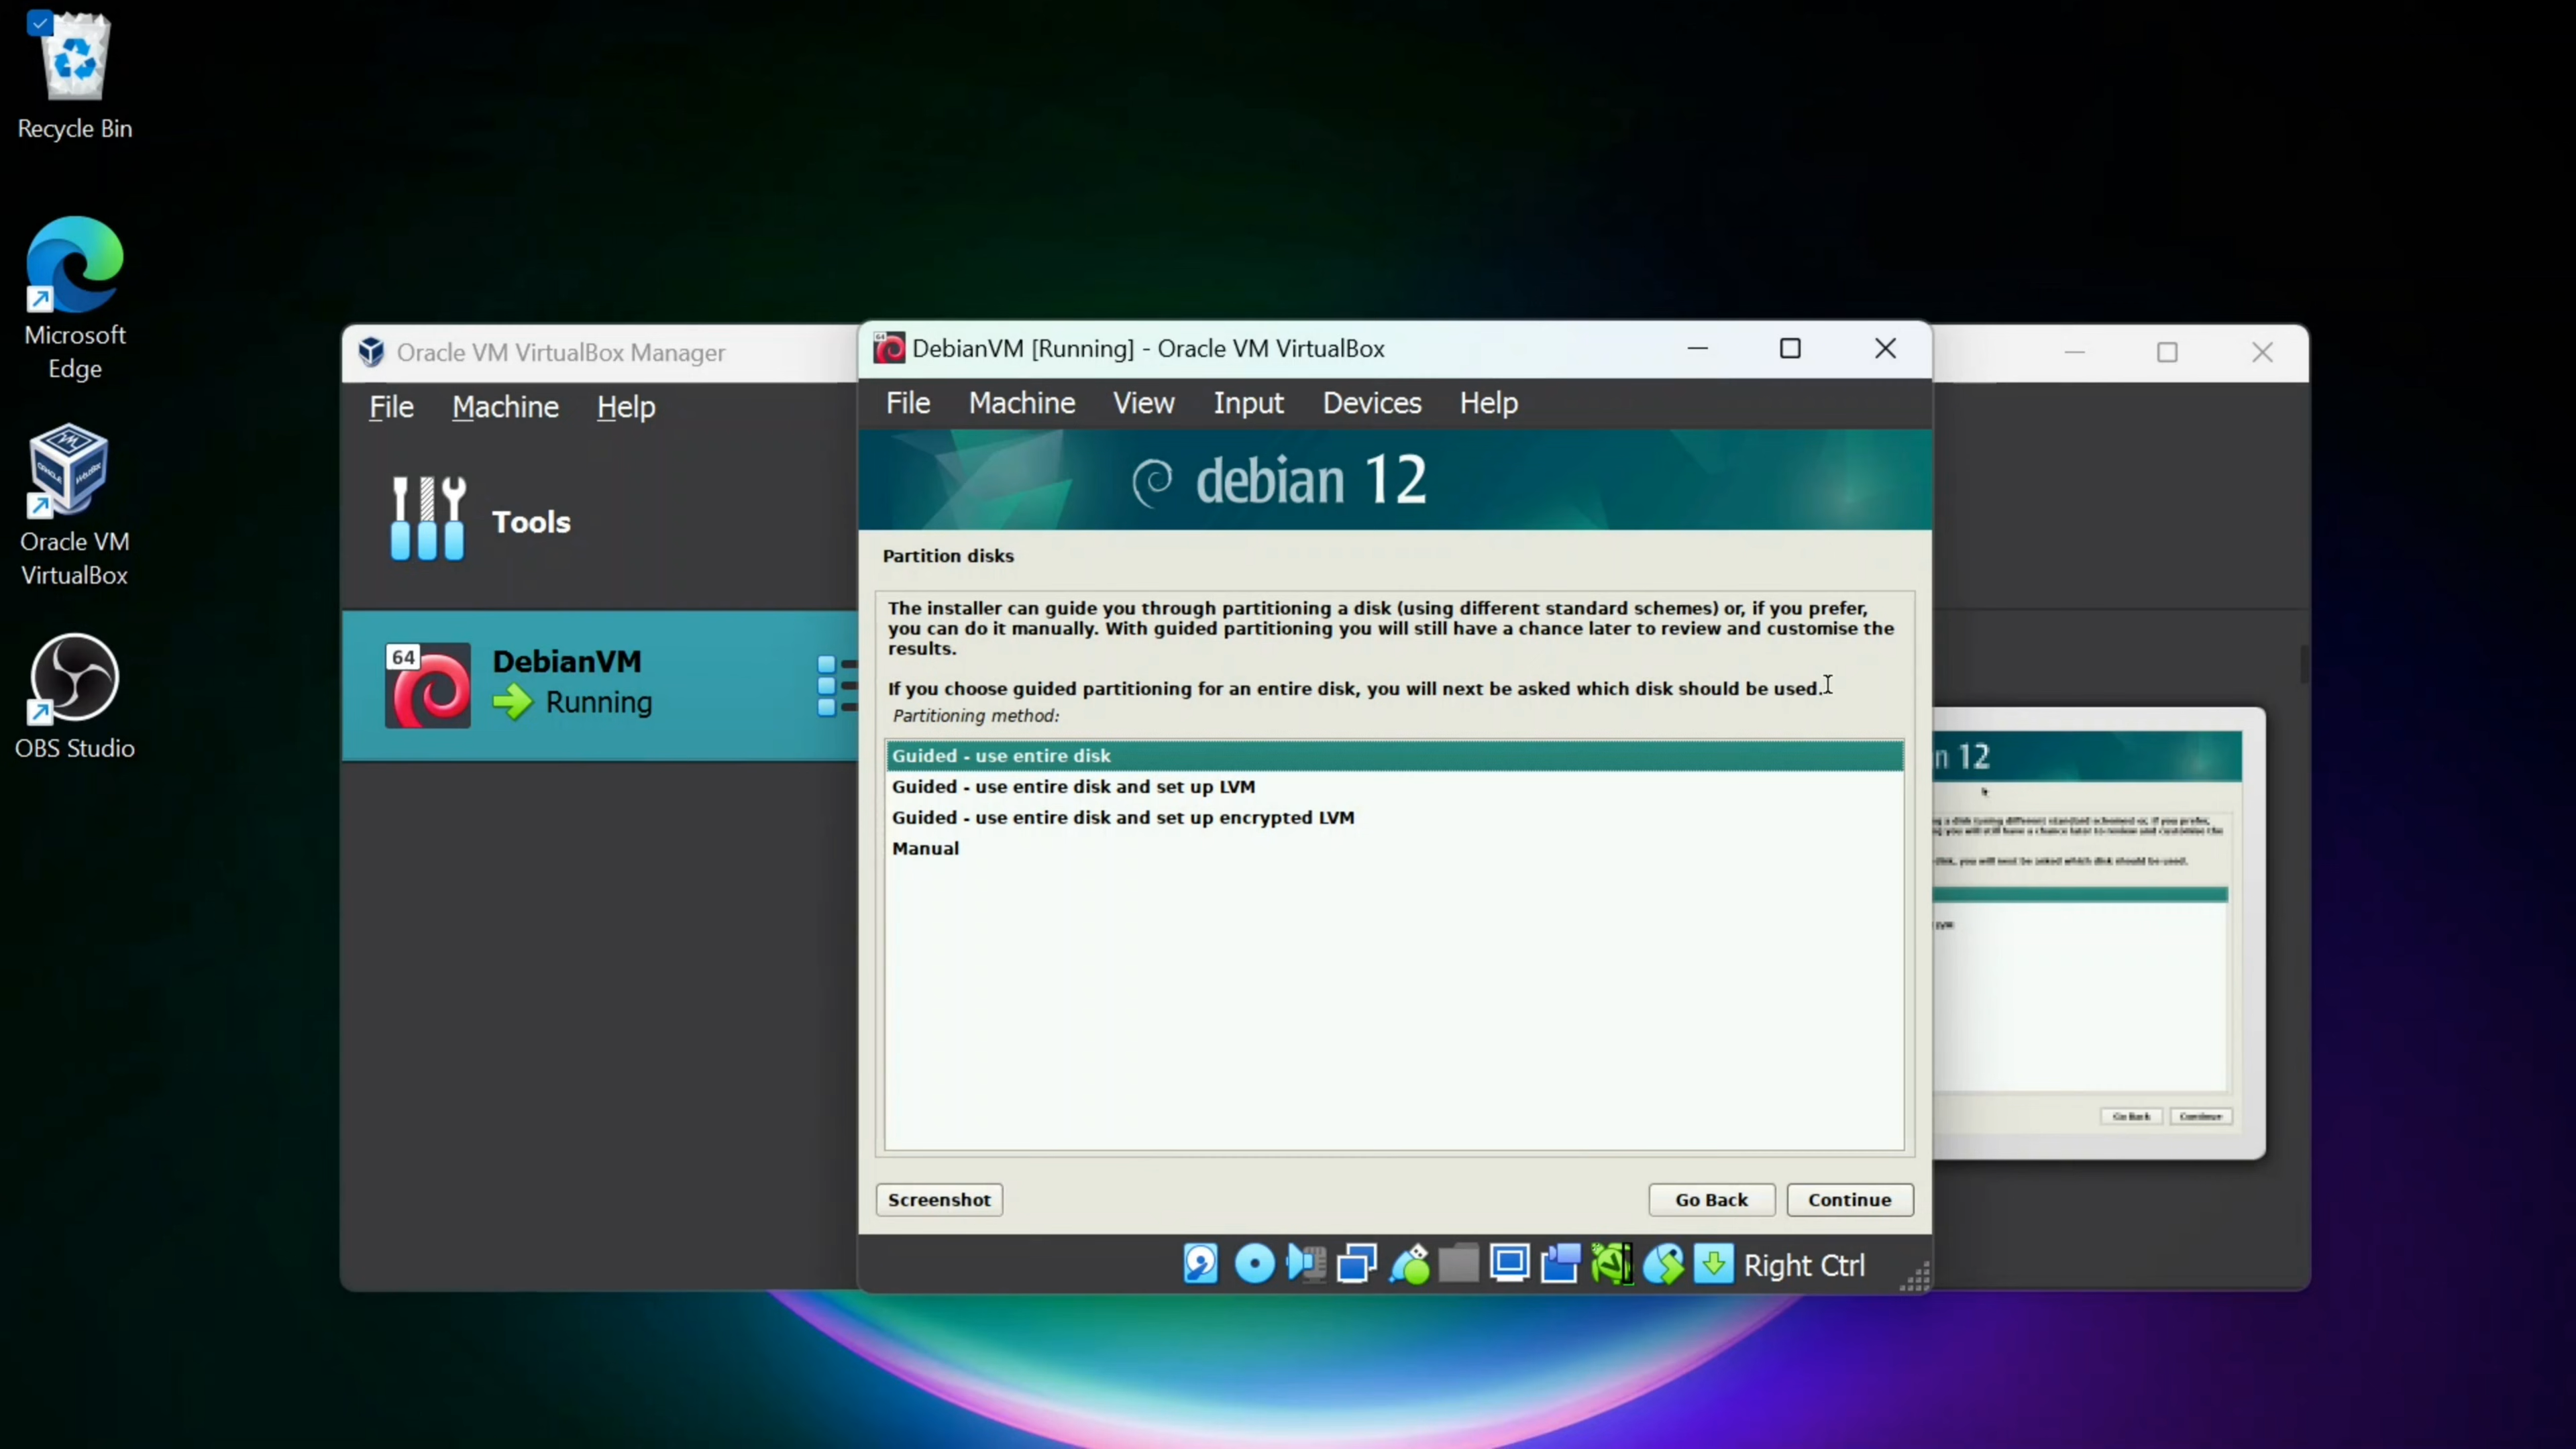 Recycle Bin
Microsoft
Edge
Oracle VM
VirtualBox
OBS Studio
Oracle VM VirtualBox Manager
File Machine Help
Tools
64
DebianVM
Running
64
DebianVM [Running] - Oracle VM VirtualBox
File Machine View Input Devices Help
debian 12
Partition disks
The installer can guide you through partitioning a disk (using different standard schemes) or, if you prefer,
you can do it manually. With guided partitioning you will still have a chance later to review and customise the
results.
If you choose guided partitioning for an entire disk, you will next be asked which disk should be used.
Partitioning method:
Guided - use entire disk
Guided - use entire disk and set up LVM
Guided - use entire disk and set up encrypted LVM
Manual
Screenshot
Go Back
Continue
Right Ctrl
n 12
Go Back
Continue